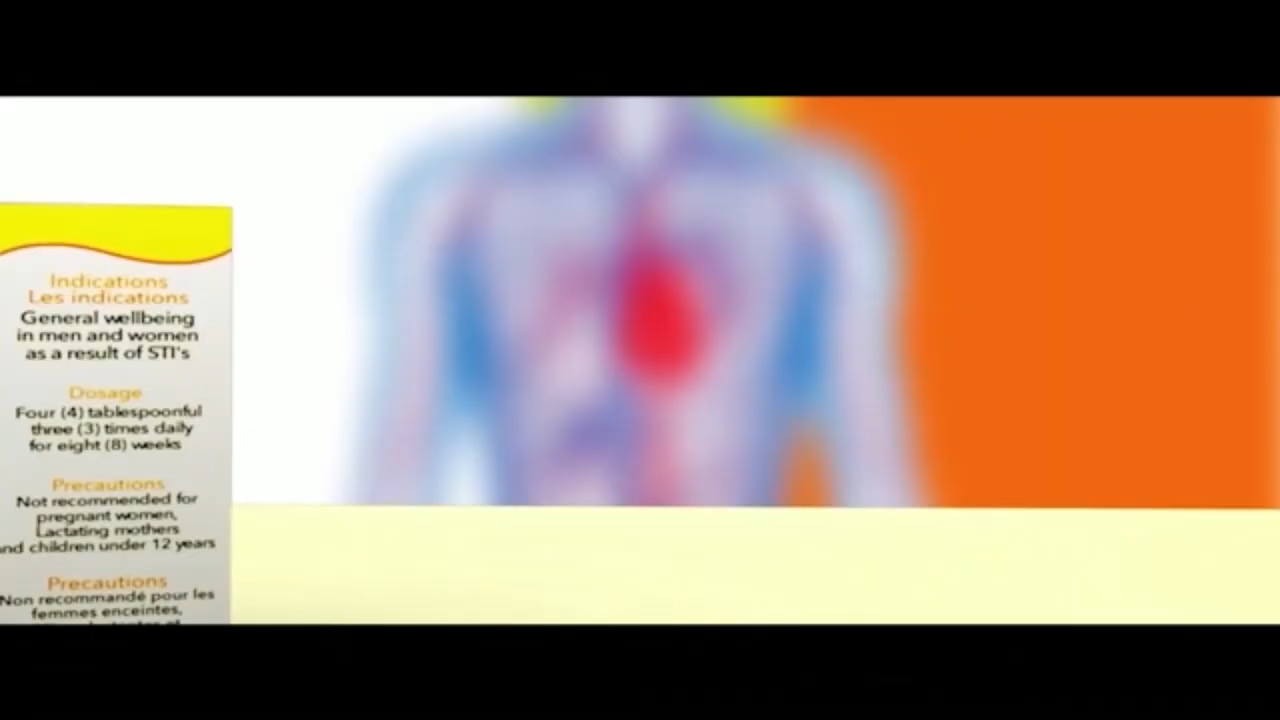 Indications
Les indications
General wellbeing
in men and women
as a result of STI's
Dosage
Four (4) tablespoonful
three (3) times daily
for eight (8) weeks
Precautions
Not recommended for
pregnant women,
Lactating mothers
nd children under 12 years
Precautions
Non recommandé pour les
femmes enceintes,